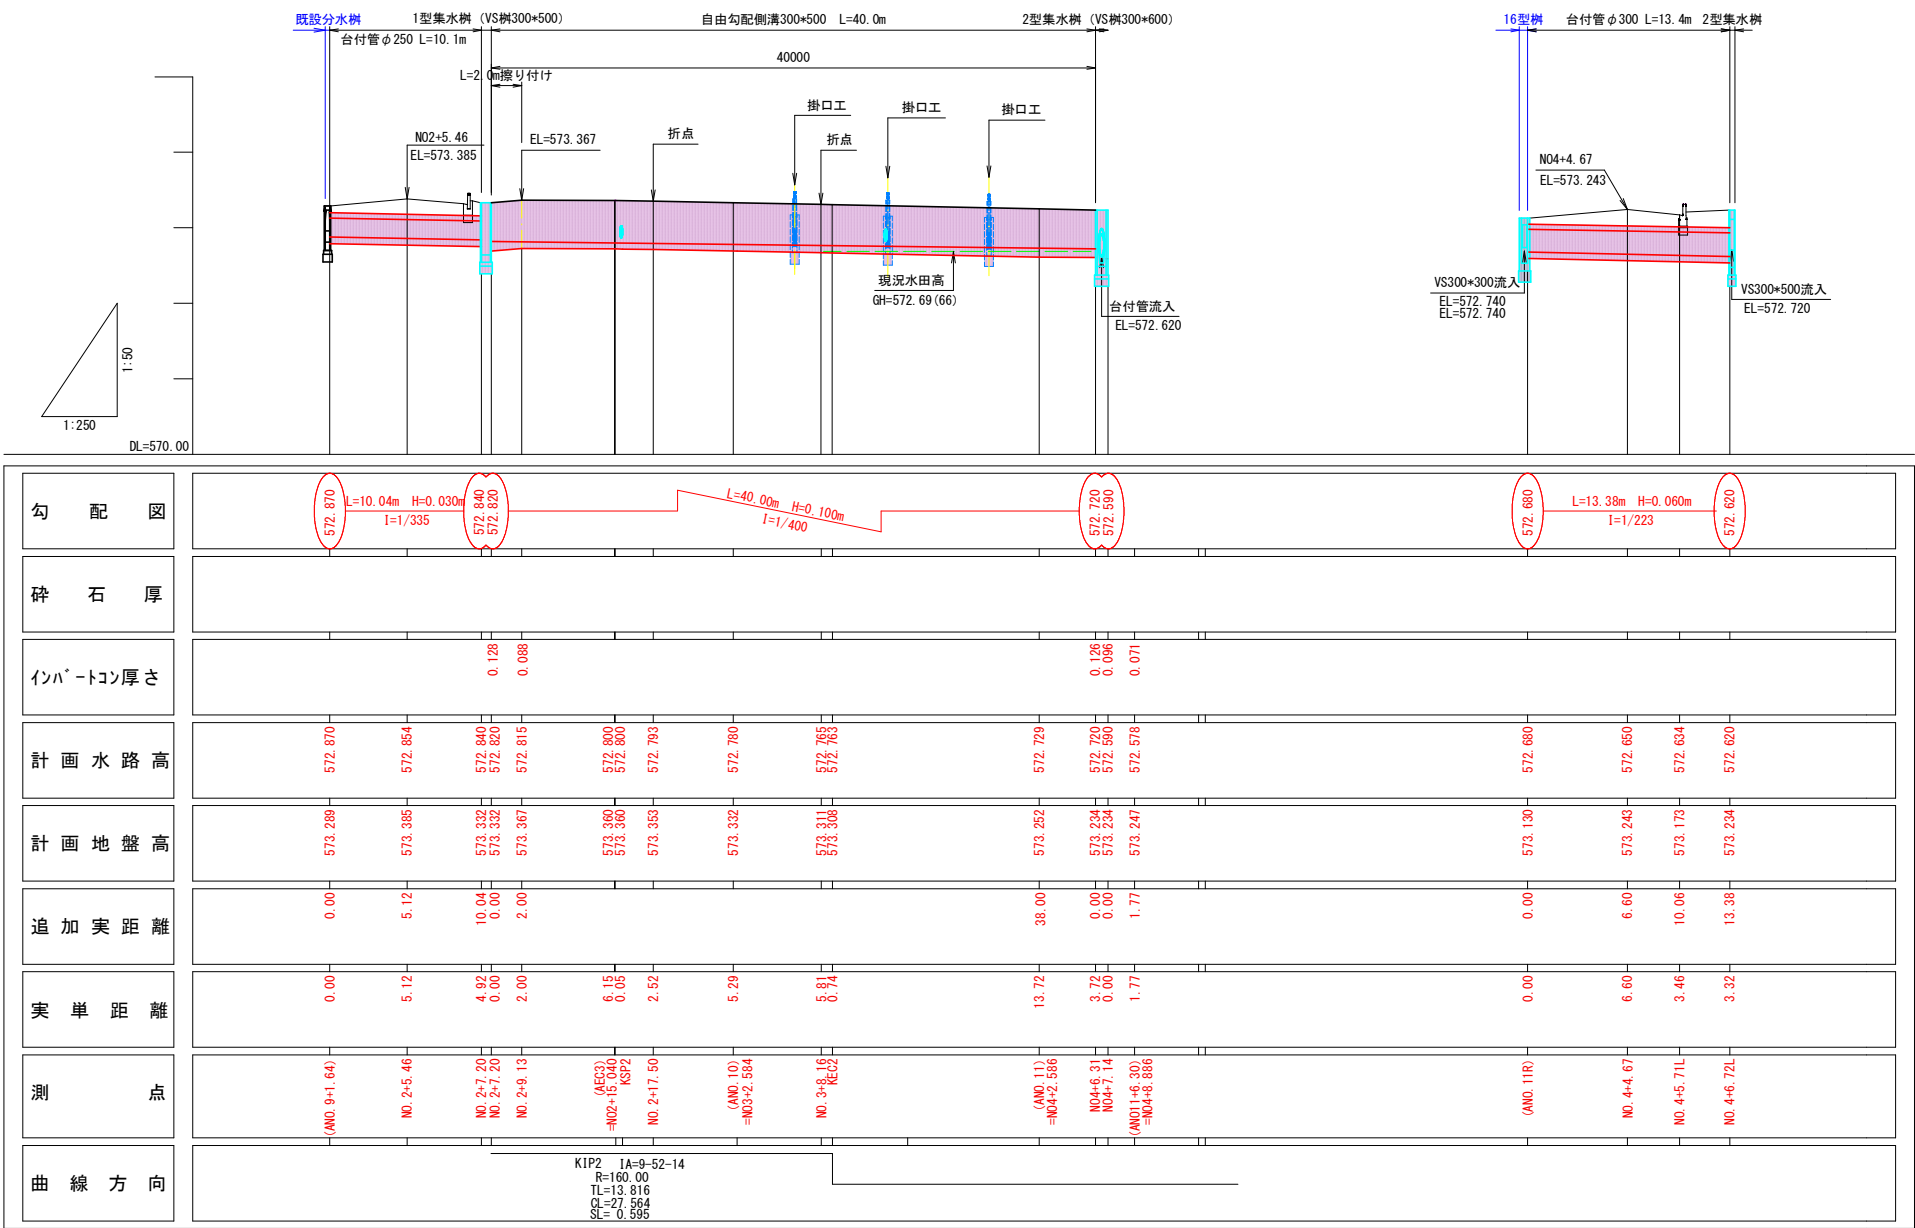 既設分水桝
1型集水桝 (VS桝300*500)
自由勾配側溝300*500 L=40.0m
2型集水桝 (VS桝300*600)
16型桝
台付管φ300 L=13.4m
2型集水桝
台付管φ250 L=10.1m
40000
L=2.0m擦り付け
掛口工
掛口工
掛口工
NO2+5.46
EL=573.385
EL=573.367
折点
折点
NO4+4.67
EL=573.243
現況水田高
GH=572.69(66)
台付管流入
EL=572.620
VS300*300流入
EL=572.740
EL=572.740
VS300*500流入
EL=572.720
1:50
1:250
DL=570.00
勾配図
572.870
L=10.04m H=0.030m
I=1/335
572.840
572.820
L=40.00m H=0.100m
I=1/400
572.720
572.590
572.680
L=13.38m H=0.060m
I=1/223
572.620
砕石厚
インバートコン厚さ
0.128
0.088
0.126
0.096
0.071
計画水路高
572.870
572.854
572.840
572.820
572.815
572.800
572.800
572.793
572.780
572.765
572.763
572.729
572.720
572.590
572.578
572.680
572.650
572.634
572.620
計画地盤高
573.289
573.385
573.332
573.332
573.367
573.360
573.360
573.353
573.332
573.311
573.308
573.252
573.234
573.234
573.247
573.130
573.243
573.173
573.234
追加実距離
0.00
5.12
10.04
0.00
2.00
38.00
0.00
0.00
1.77
0.00
6.60
10.06
13.38
実単距離
0.00
5.12
4.92
0.00
2.00
6.15
0.05
2.52
5.29
5.81
0.74
13.72
3.72
0.00
1.77
0.00
6.60
3.46
3.32
測点
(ANO.9+1.64)
NO.2+5.46
NO.2+7.20
NO.2+7.20
NO.2+9.13
(AEC3)
=NO2+15.040
KSP2
NO.2+17.50
(ANO.10)
=NO3+2.584
NO.3+8.16
KEC2
(ANO.11)
=NO4+2.586
NO4+6.31
NO4+7.14
(ANO11+6.30)
=NO4+8.886
(ANO.11R)
NO.4+4.67
NO.4+5.71L
NO.4+6.72L
曲線方向
KIP2 IA=9-52-14
R=160.00
TL=13.816
CL=27.564
SL= 0.595